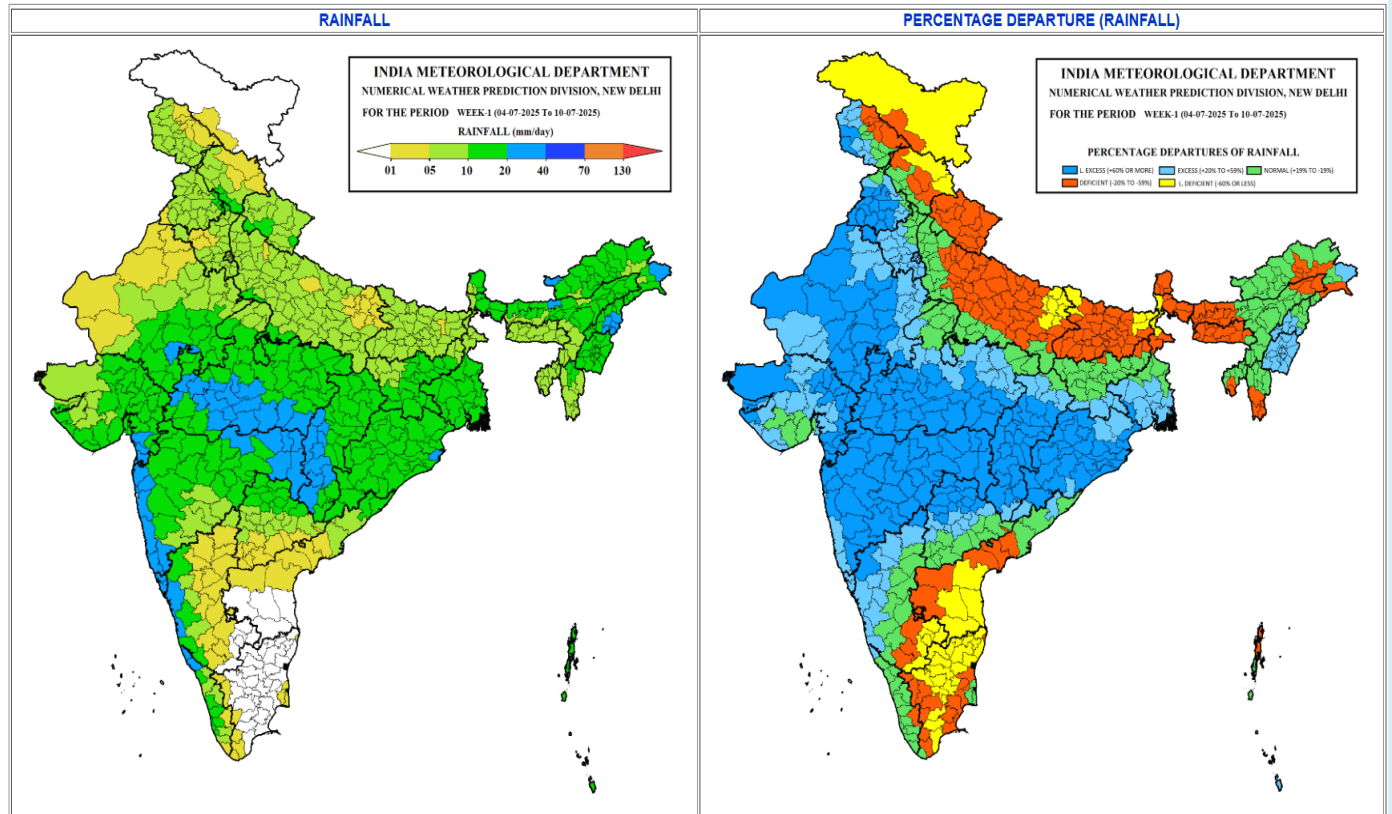 RAINFALL
INDIA METEOROLOGICAL DEPARTMENT
NUMERICAL WEATHER PREDICTION DIVISION, NEW DELHI
FOR THE PERIOD WEEK-1 (04-07-2025 To 10-07-2025)
RAINFALL (mm/day)
01 05 10 20 40 70 130
PERCENTAGE DEPARTURE (RAINFALL)
INDIA METEOROLOGICAL DEPARTMENT
NUMERICAL WEATHER PREDICTION DIVISION, NEW DELHI
FOR THE PERIOD WEEK-1 (04-07-2025 To 10-07-2025)
PERCENTAGE DEPARTURES OF RAINFALL
L. EXCESS (+60% OR MORE) EXCESS (+20% TO +59%) NORMAL (+19% TO -19%)
DEFICIENT (-20% TO -59%) L. DEFICIENT (-60% OR LESS)